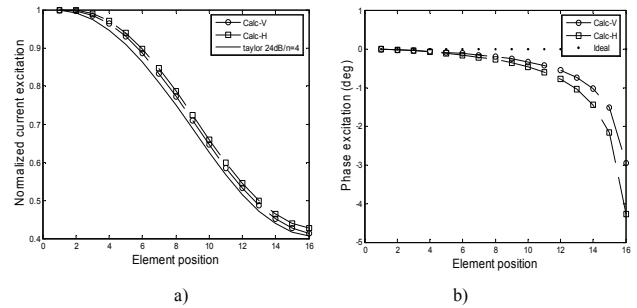 1
0.9
0.8
0.7
0.6
0.5
0.4
0 2 4 6 8 10 12 14 16
Normalized current excitation
Element position
Calc-V
Calc-H
taylor 24dB/n=4
a)
1
0
-1
-2
-3
-4
-5
0 2 4 6 8 10 12 14 16
Phase excitation (deg)
Element position
Calc-V
Calc-H
Ideal
b)